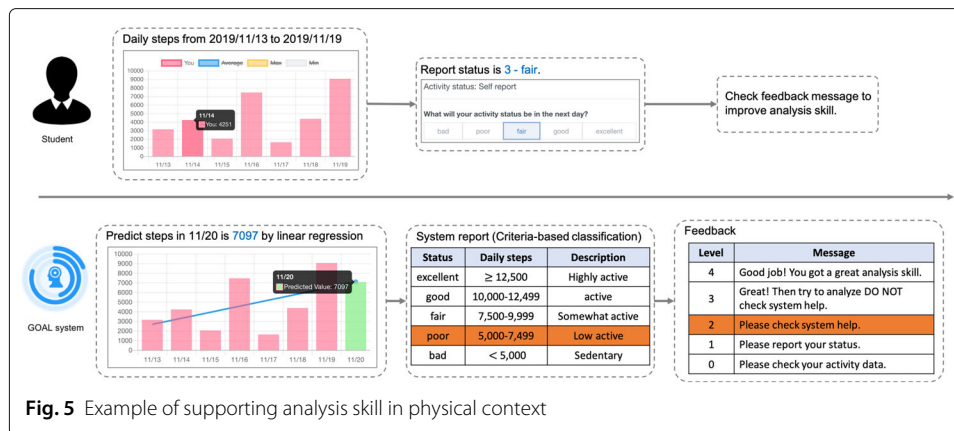 Daily steps from 2019/11/13 to 2019/11/19
You Average Max Min
10000
9000
8000
7000
6000
5000
4000
3000
2000
1000
0
11/14
You: 4251
11/13 11/14 11/15 11/16 11/17 11/18 11/19
Student
Report status is 3 - fair.
Activity status: Self report
What will your activity status be in the next day?
bad poor fair good excellent
Check feedback message to
improve analysis skill.
GOAL system
Predict steps in 11/20 is 7097 by linear regression
10000
9000
8000
7000
6000
5000
4000
3000
2000
1000
0
11/20
Predicted Value: 7097
11/13 11/14 11/15 11/16 11/17 11/18 11/19 11/20
System report (Criteria-based classification)
Status Daily steps Description
excellent ≥ 12,500 Highly active
good 10,000-12,499 active
fair 7,500-9,999 Somewhat active
poor 5,000-7,499 Low active
bad < 5,000 Sedentary
Feedback
Level Message
4 Good job! You got a great analysis skill.
3 Great! Then try to analyze DO NOT
check system help.
2 Please check system help.
1 Please report your status.
0 Please check your activity data.
Fig. 5 Example of supporting analysis skill in physical context